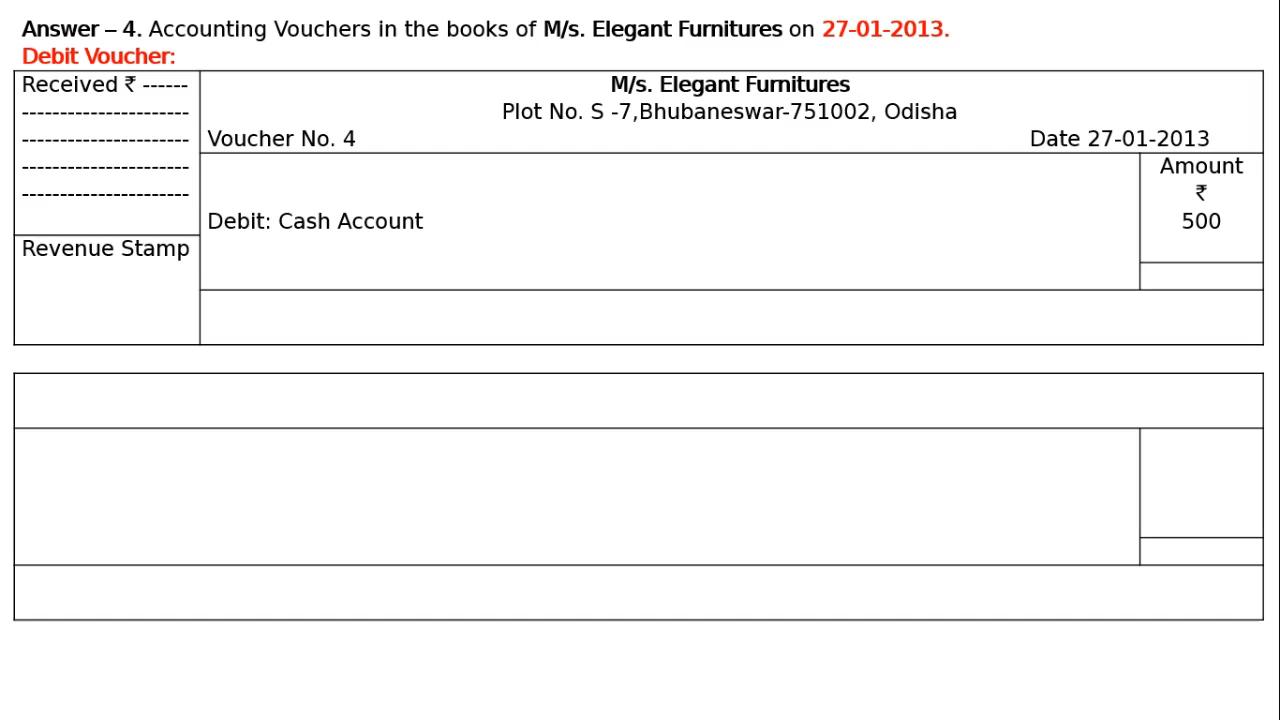 Answer – 4. Accounting Vouchers in the books of M/s. Elegant Furnitures on 27-01-2013.
Debit Voucher:
Received ₹ ------
----------------------
----------------------
----------------------
----------------------
Revenue Stamp
M/s. Elegant Furnitures
Plot No. S -7,Bhubaneswar-751002, Odisha
Voucher No. 4 Date 27-01-2013
Debit: Cash Account
Amount
₹
500